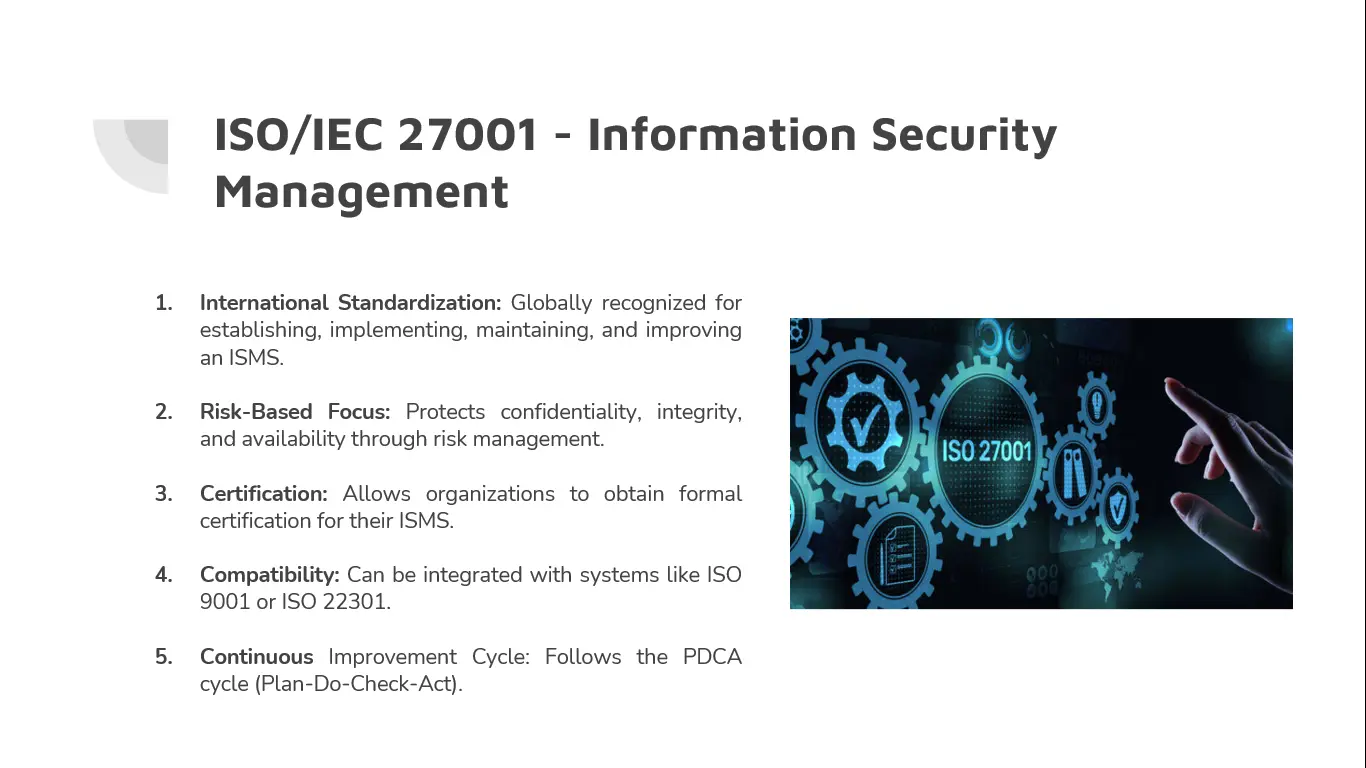 ISO/IEC 27001 - Information Security
Management
1. International Standardization: Globally recognized for
establishing, implementing, maintaining, and improving
an ISMS.
2. Risk-Based Focus: Protects confidentiality, integrity,
and availability through risk management.
3. Certification: Allows organizations to obtain formal
certification for their ISMS.
4. Compatibility: Can be integrated with systems like ISO
9001 or ISO 22301.
5. Continuous Improvement Cycle: Follows the PDCA
cycle (Plan-Do-Check-Act).
ISO 27001